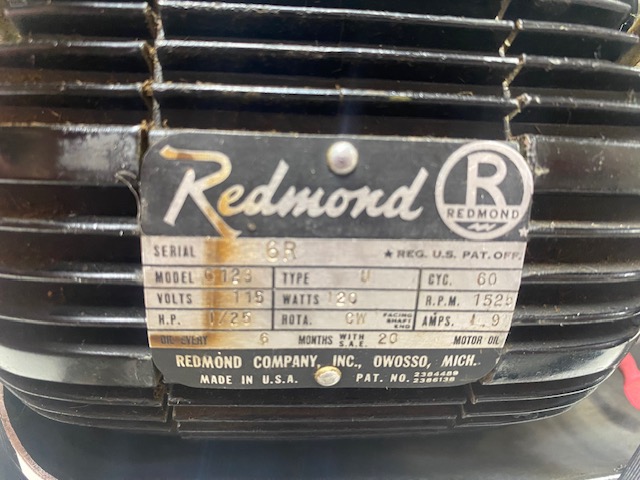 Redmond
R
REDMOND
SERIAL 6R ★ REG. U.S. PAT. OFF.
MODEL TYPE U CYC. 60
VOLTS 115 WATTS 120 R.P.M. 1525
H.P. 1/25 ROTA. CW FACING SHAFT END AMPS. 1.9
OIL EVERY 6 MONTHS WITH S.A.E. 20 MOTOR OIL
REDMOND COMPANY, INC., OWOSSO, MICH.
MADE IN U.S.A. PAT. NO. 2384489 2386138